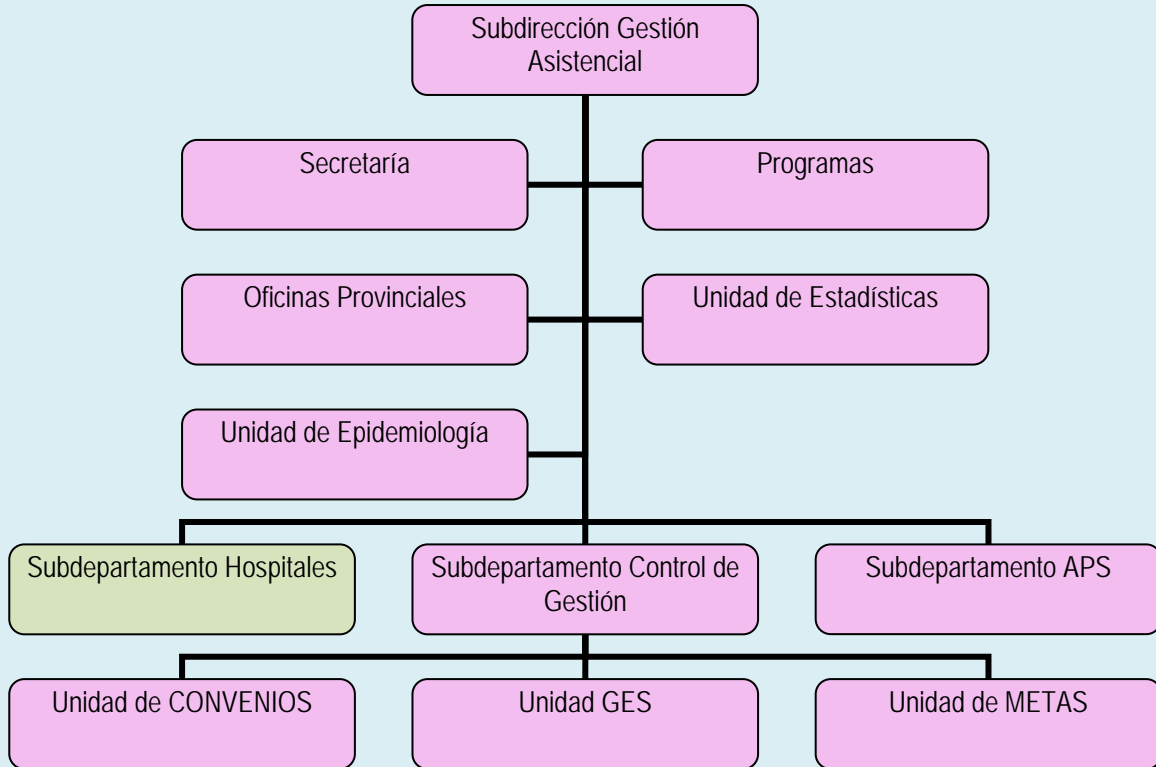 Subdirección Gestión
Asistencial
Secretaría
Programas
Oficinas Provinciales
Unidad de Estadísticas
Unidad de Epidemiología
Subdepartamento Hospitales
Subdepartamento Control de
Gestión
Subdepartamento APS
Unidad de CONVENIOS
Unidad GES
Unidad de METAS